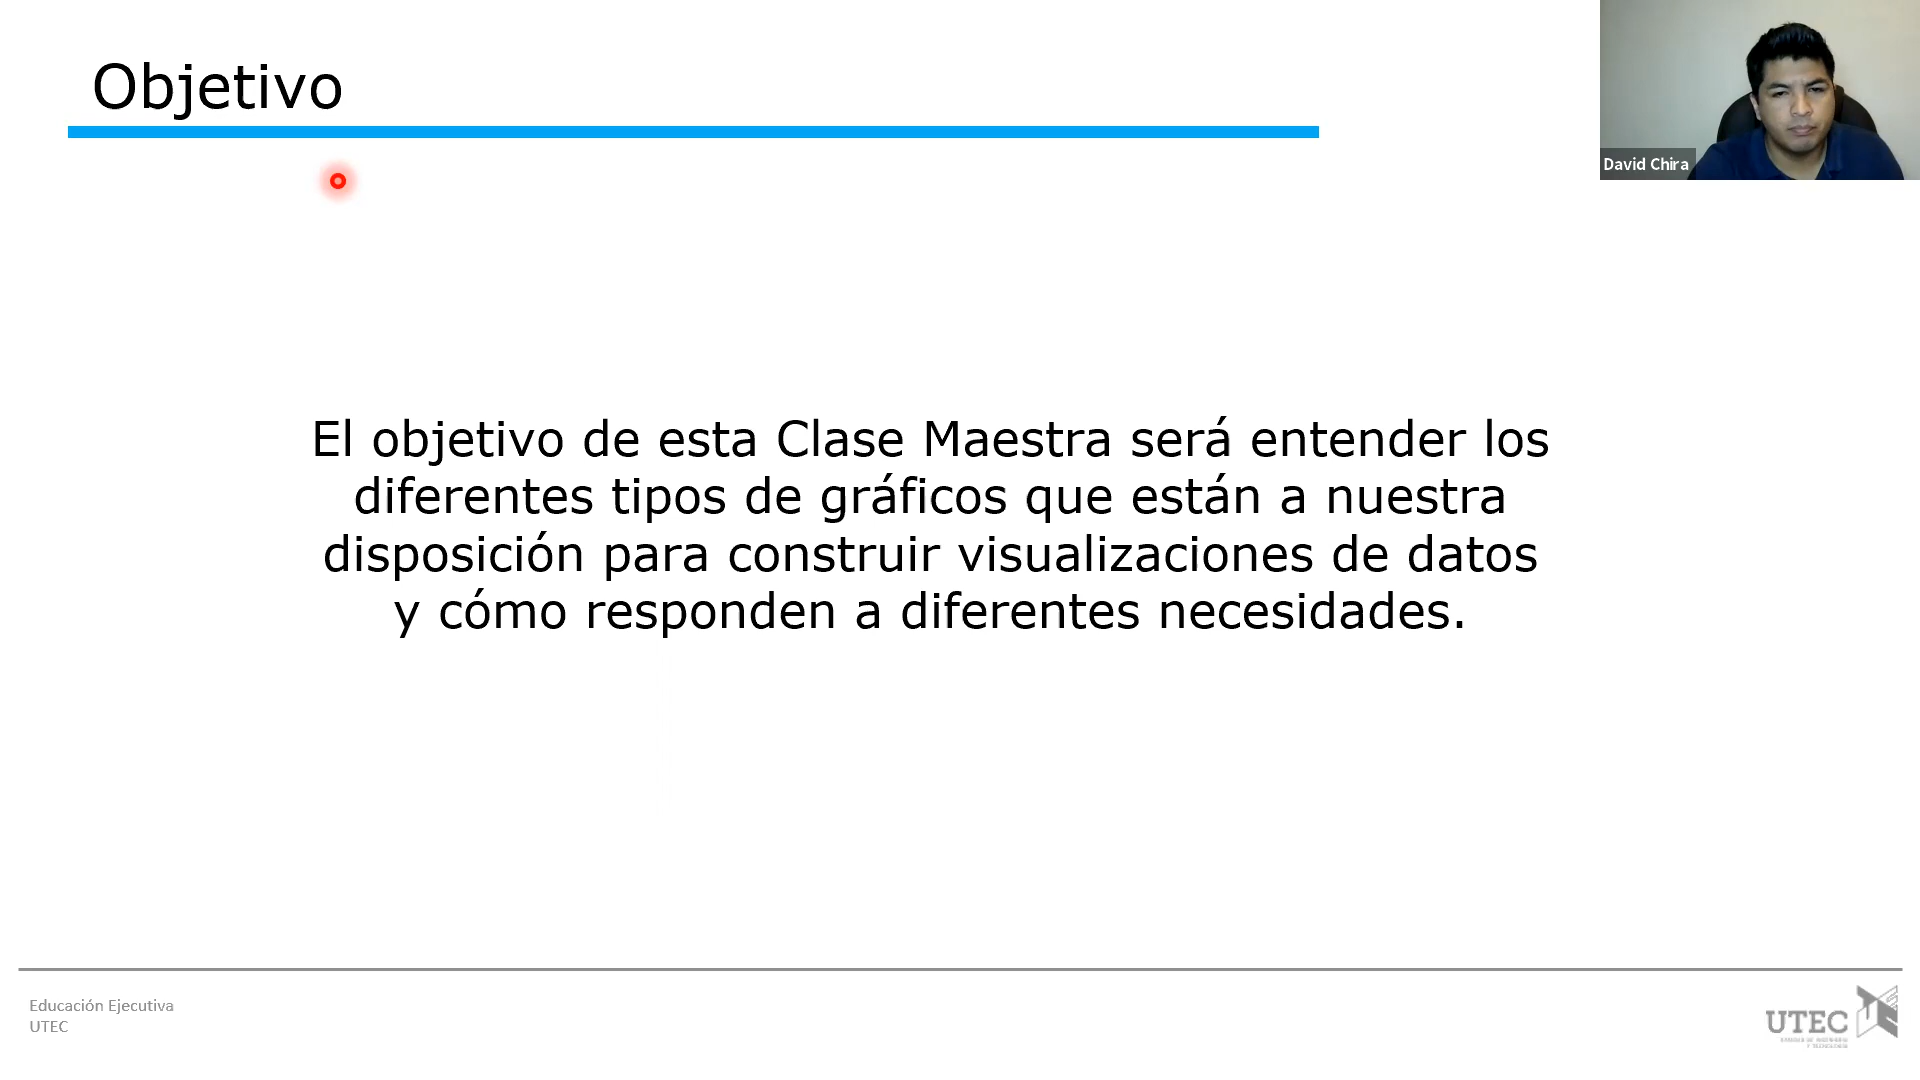 Objetivo
David Chira
El objetivo de esta Clase Maestra será entender los
diferentes tipos de gráficos que están a nuestra
disposición para construir visualizaciones de datos
y cómo responden a diferentes necesidades.
Educación Ejecutiva
UTEC
UTEC